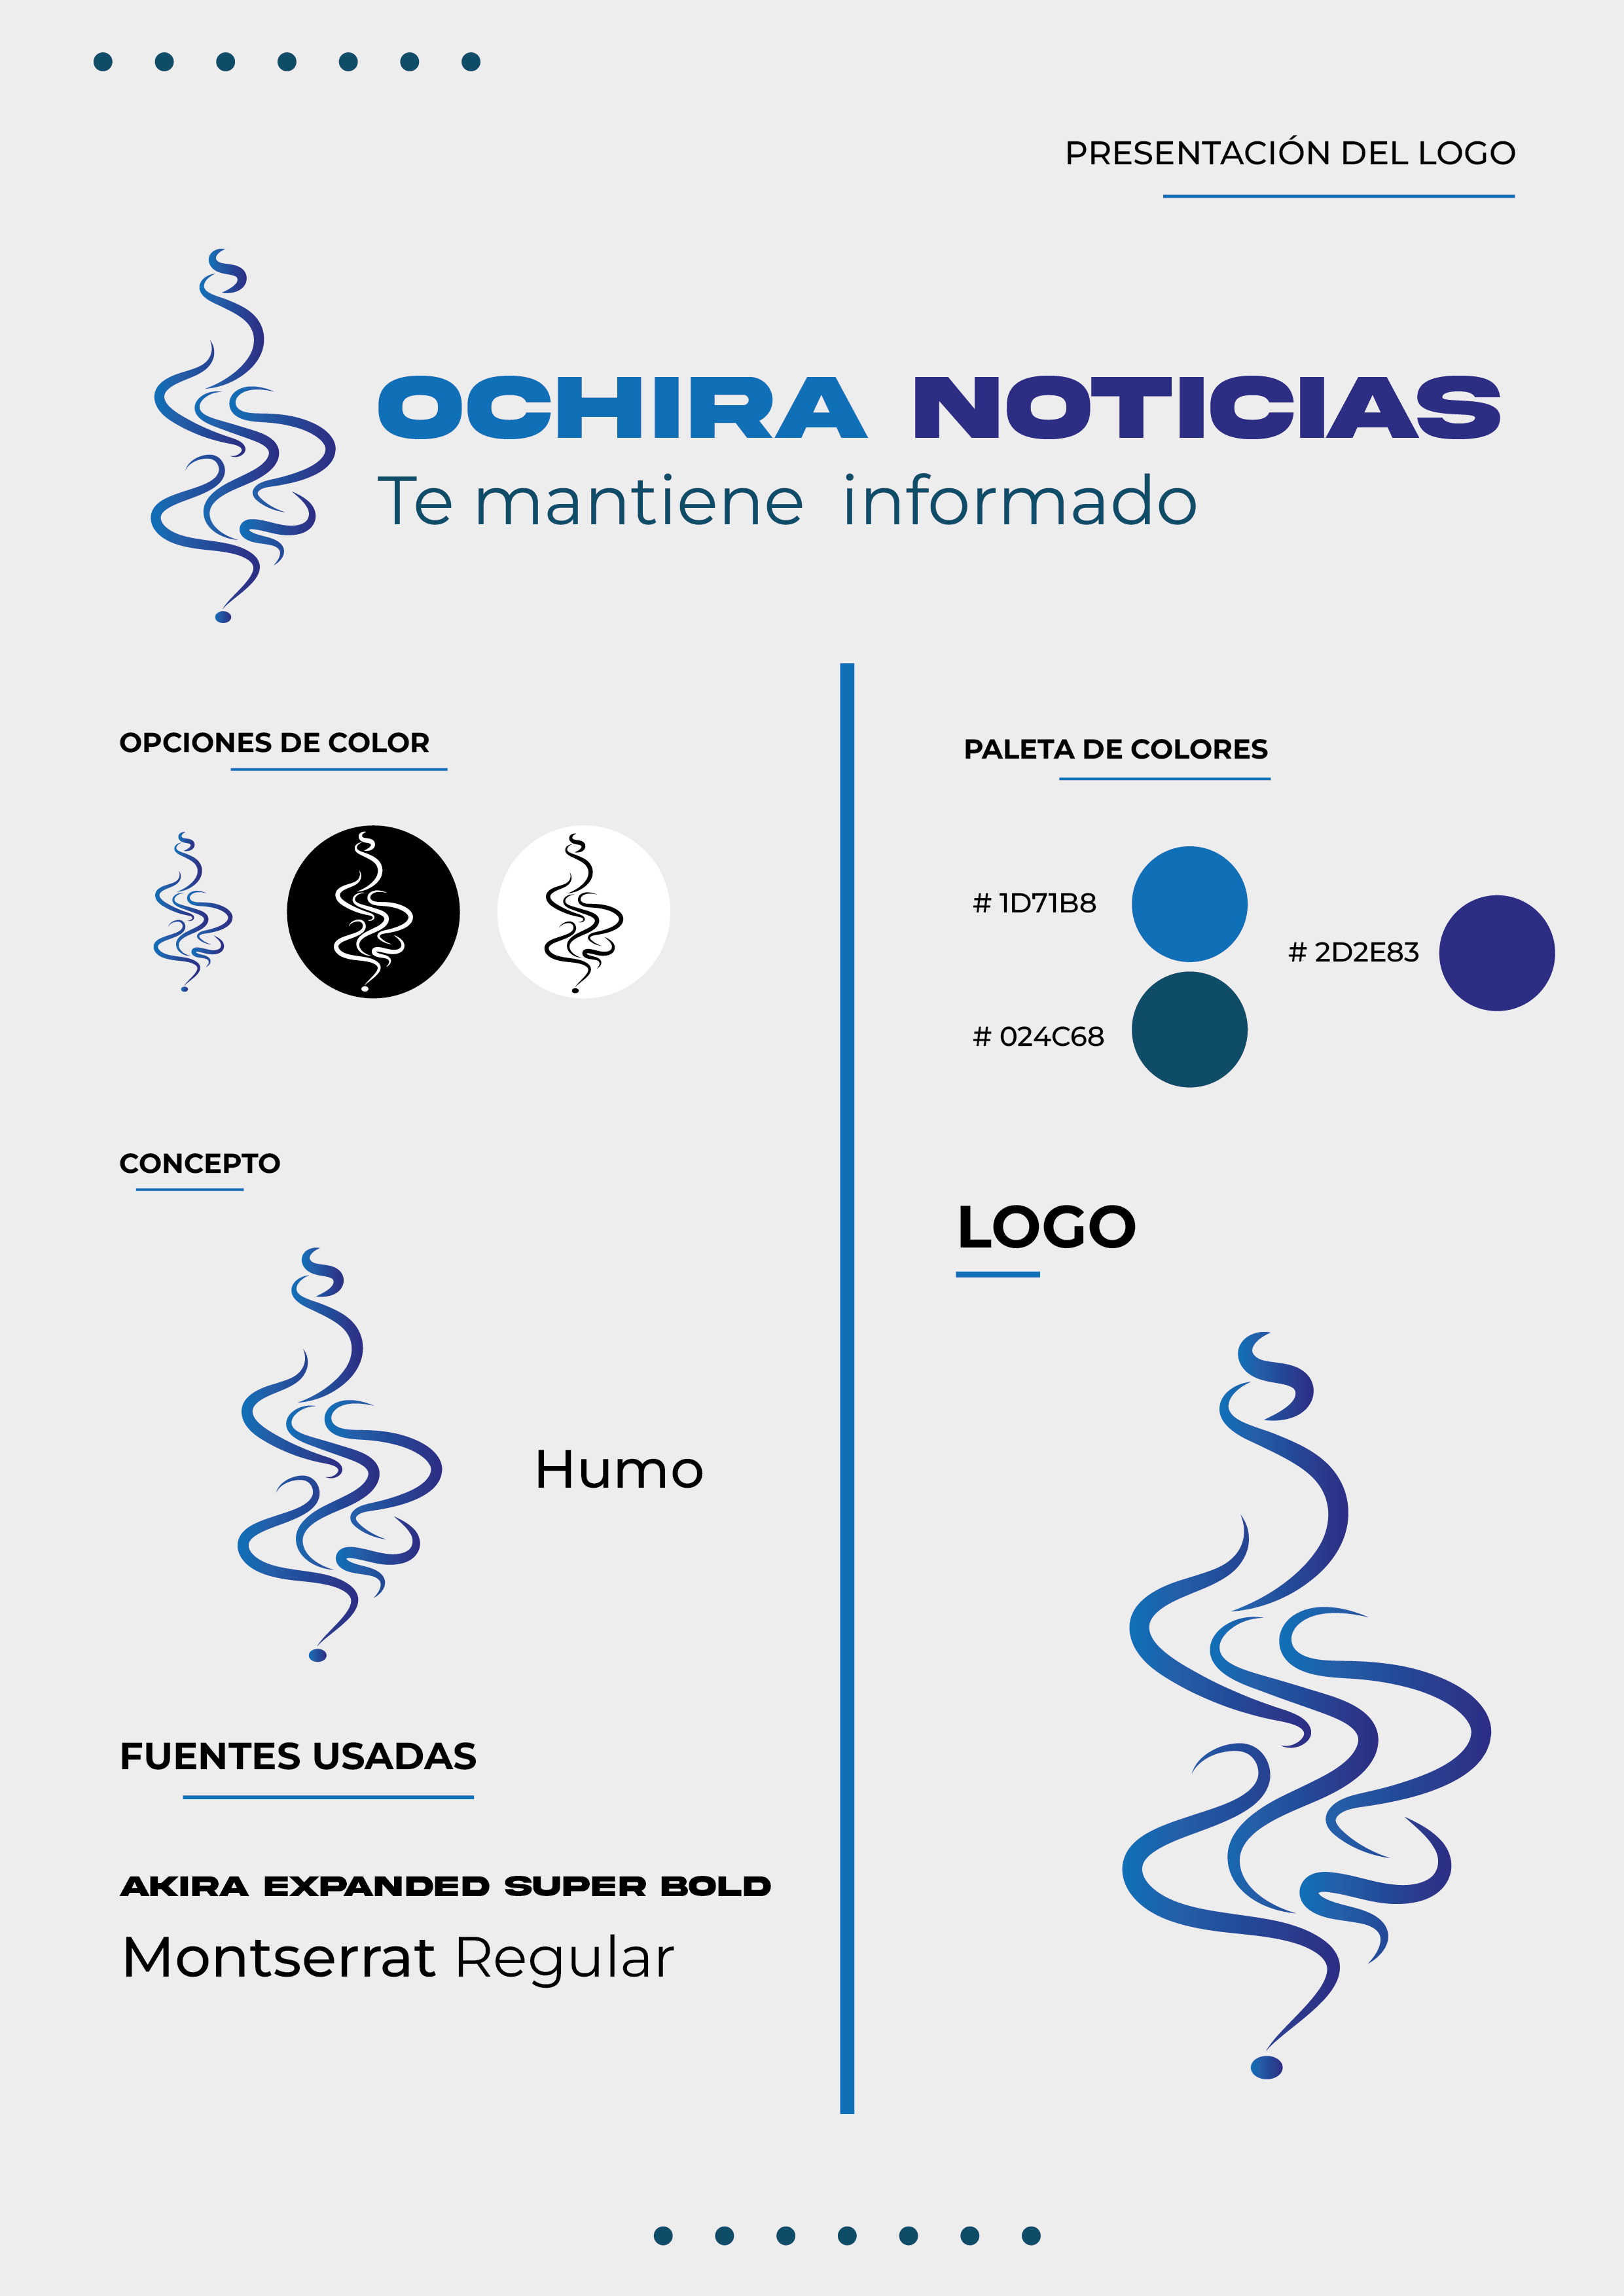 PRESENTACIÓN DEL LOGO
OCHIRA NOTICIAS
Te mantiene informado
OPCIONES DE COLOR
CONCEPTO
Humo
FUENTES USADAS
AKIRA EXPANDED SUPER BOLD
Montserrat Regular
PALETA DE COLORES
# 1D71B8
# 2D2E83
# 024C68
LOGO